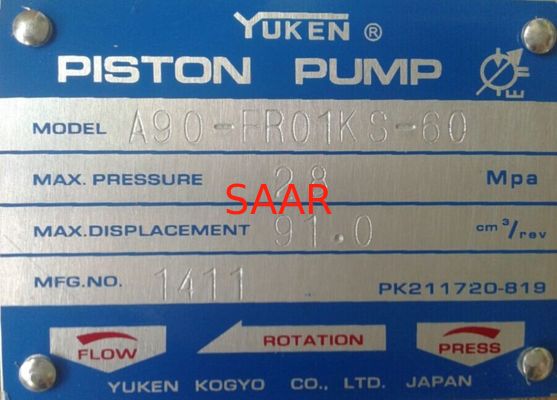 YUKEN ®
PISTON PUMP
MODEL A90-FR01KS-60
MAX. PRESSURE 28 Mpa
SAAR
MAX.DISPLACEMENT 91.0 cm³/rev
MFG.NO. 1411 PK211720-819
FLOW ROTATION PRESS
YUKEN KOGYO CO., LTD. JAPAN